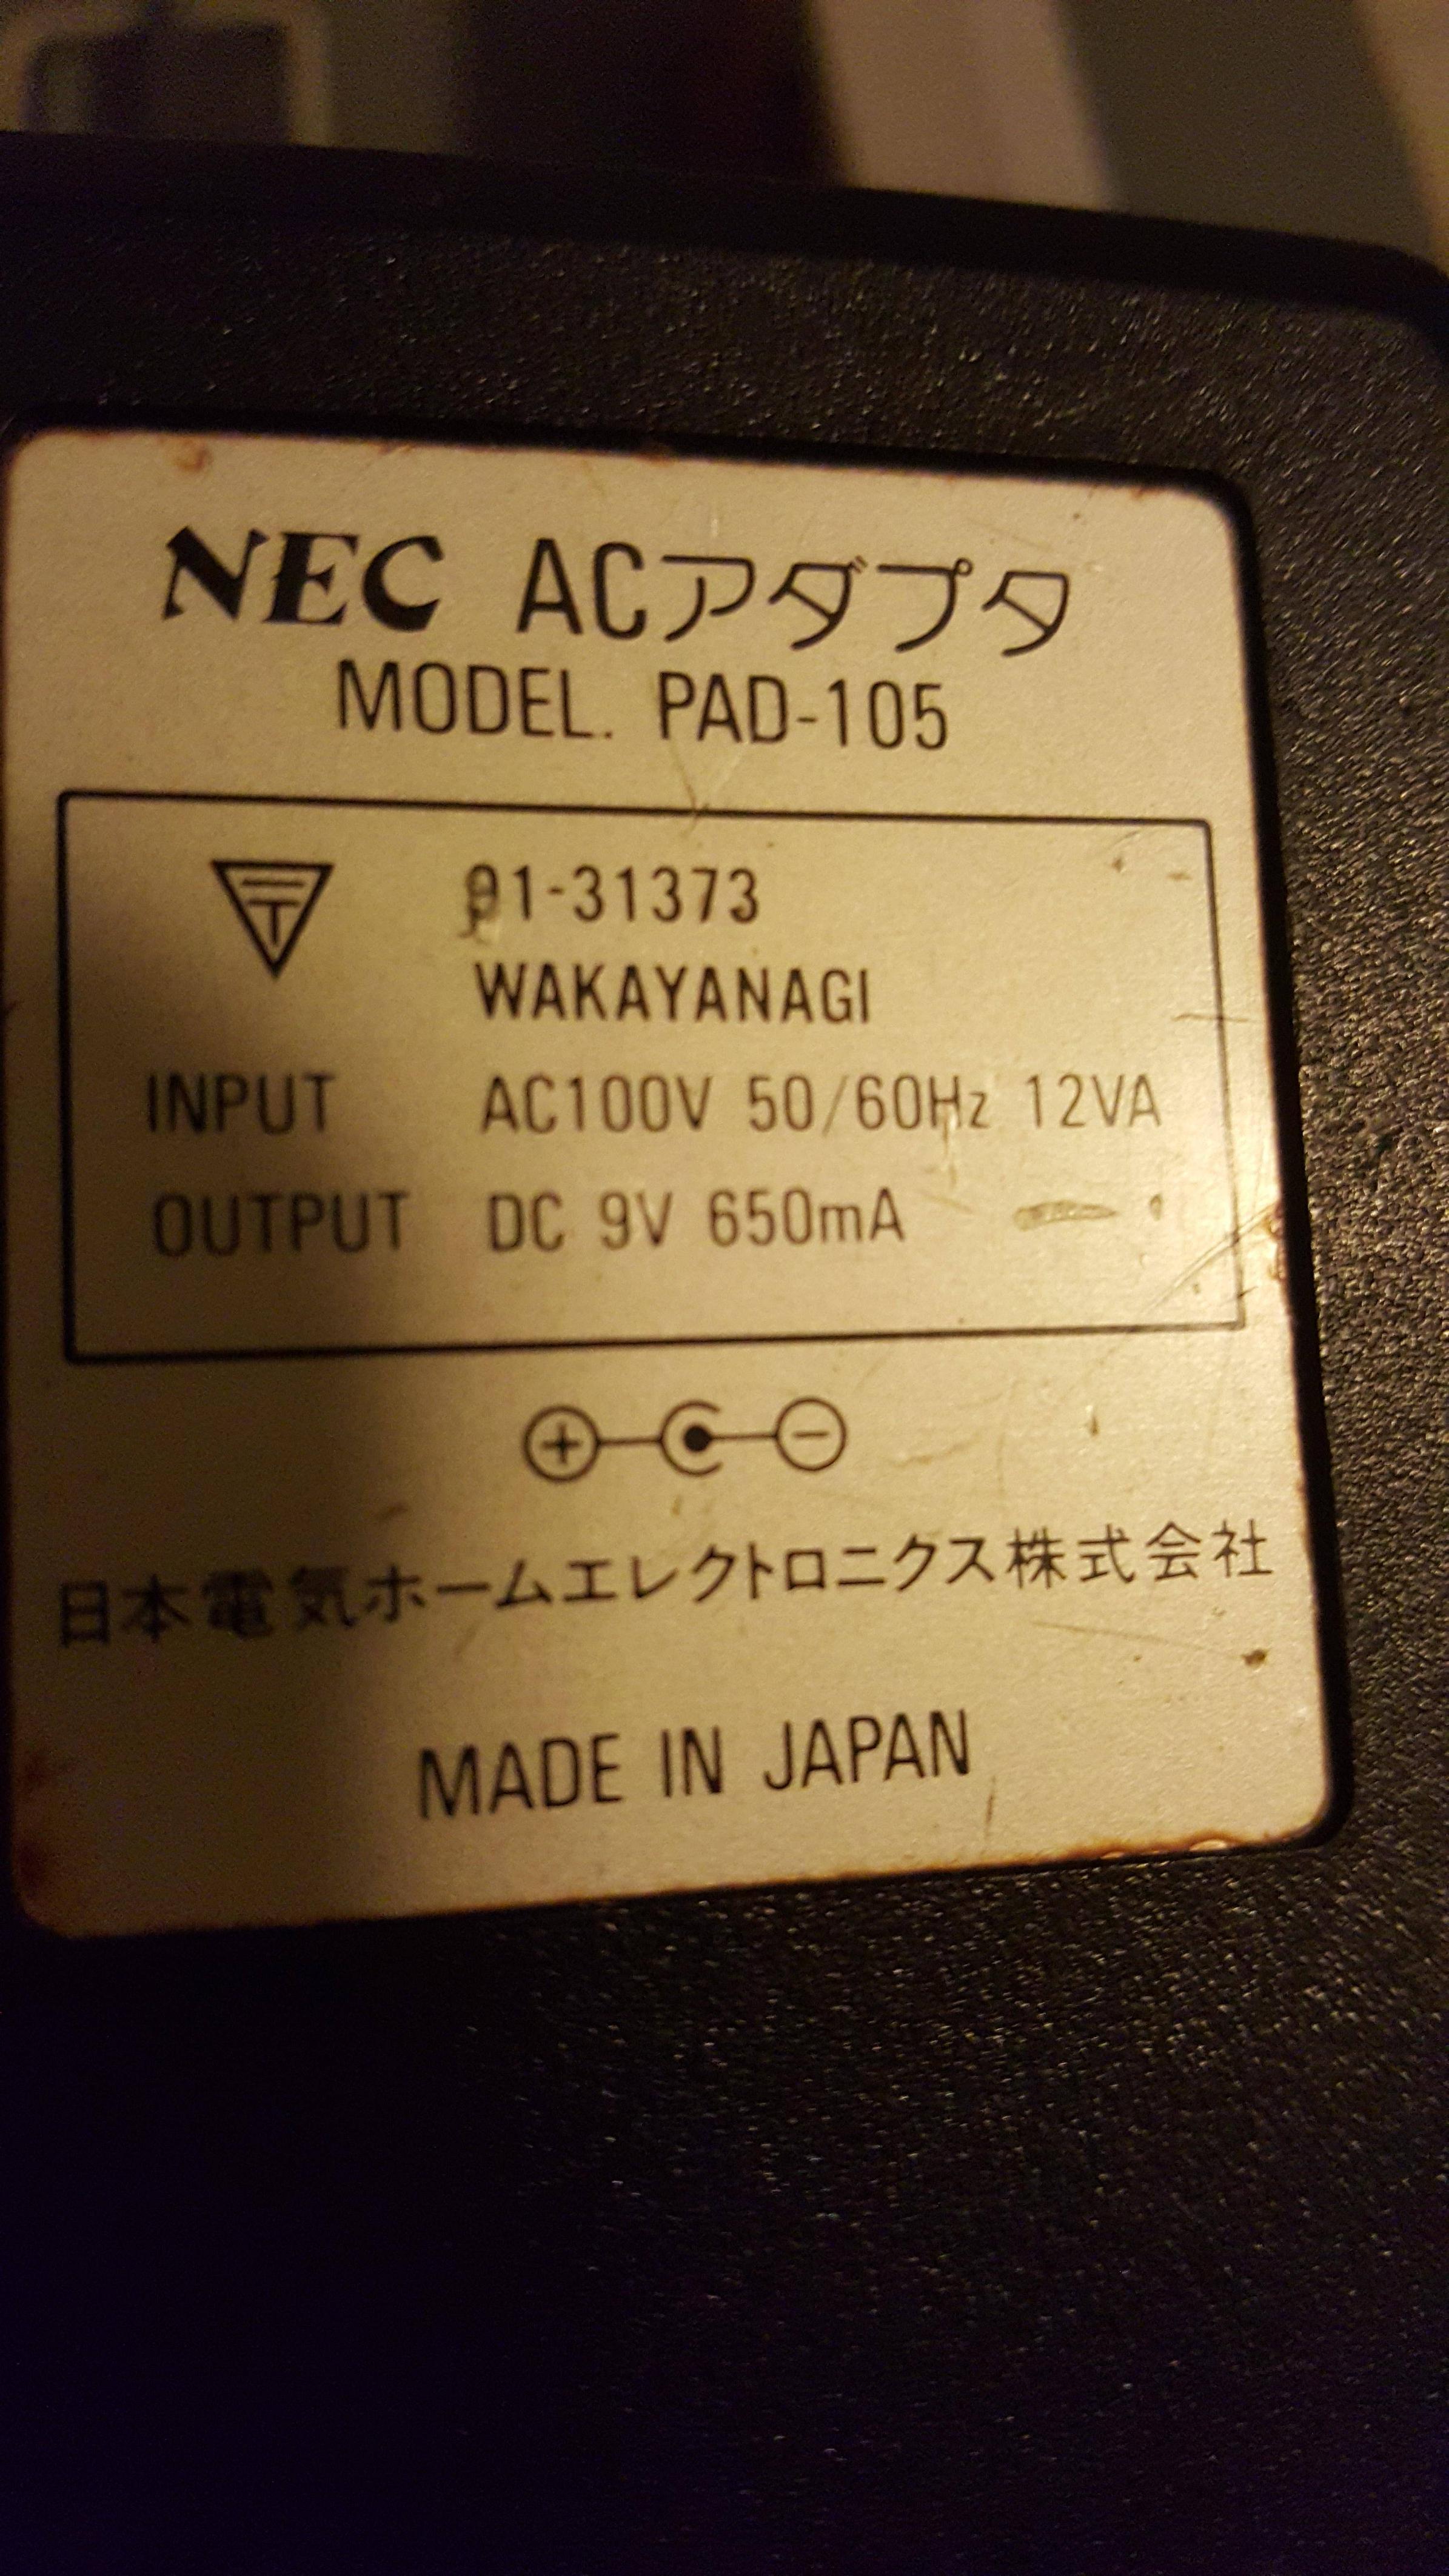 NEC ACアダプタ
MODEL. PAD-105
91-31373
WAKAYANAGI
INPUT AC100V 50/60Hz 12VA
OUTPUT DC 9V 650mA
日本電気ホームエレクトロニクス株式会社
MADE IN JAPAN